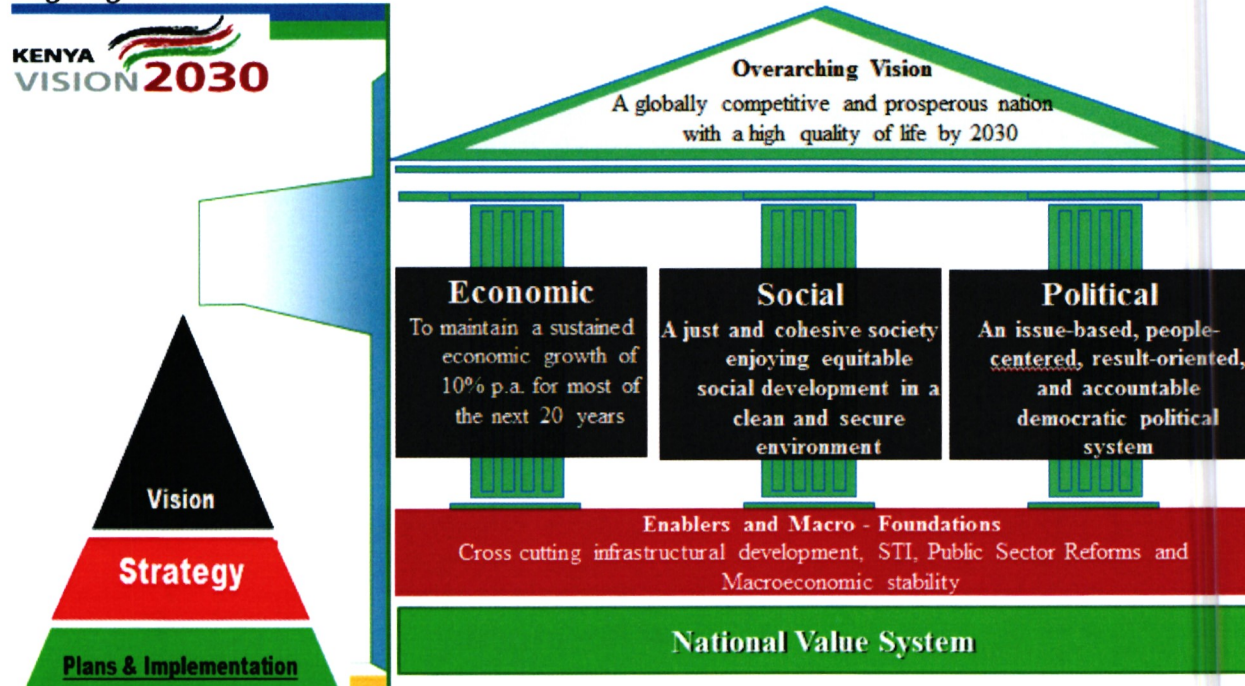 KENYA
VISION 2030
Vision
Strategy
Plans & Implementation
Overarching Vision
A globally competitive and prosperous nation
with a high quality of life by 2030
Economic
To maintain a sustained
economic growth of
10% p.a. for most of
the next 20 years
Social
A just and cohesive society
enjoying equitable
social development in a
clean and secure
environment
Political
An issue-based, people-
centered, result-oriented,
and accountable
democratic political
system
Enablers and Macro - Foundations
Cross cutting infrastructural development, STI, Public Sector Reforms and
Macroeconomic stability
National Value System